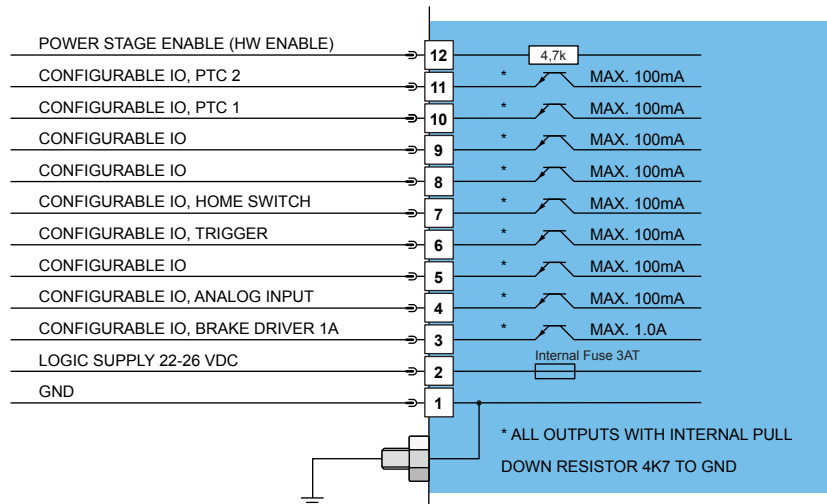 POWER STAGE ENABLE (HW ENABLE) 12 4,7k
CONFIGURABLE IO, PTC 2 11 * MAX. 100mA
CONFIGURABLE IO, PTC 1 10 * MAX. 100mA
CONFIGURABLE IO 9 * MAX. 100mA
CONFIGURABLE IO 8 * MAX. 100mA
CONFIGURABLE IO, HOME SWITCH 7 * MAX. 100mA
CONFIGURABLE IO, TRIGGER 6 * MAX. 100mA
CONFIGURABLE IO 5 * MAX. 100mA
CONFIGURABLE IO, ANALOG INPUT 4 * MAX. 100mA
CONFIGURABLE IO, BRAKE DRIVER 1A 3 * MAX. 1.0A
LOGIC SUPPLY 22-26 VDC 2 Internal Fuse 3AT
GND 1
* ALL OUTPUTS WITH INTERNAL PULL
DOWN RESISTOR 4K7 TO GND